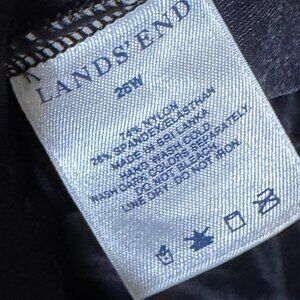 LANDS' END
26W
74% NYLON
26% SPANDEX/ELASTHAN
MADE IN SRI LANKA
HAND WASH COLD.
WASH DARK COLORS SEPARATELY.
DO NOT BLEACH.
LINE DRY. DO NOT IRON.